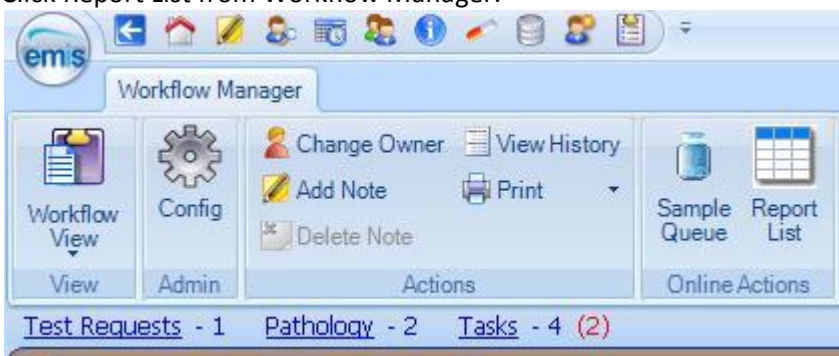 Click Report List from Workflow Manager.
emis
Workflow Manager
Workflow View
Config
Change Owner
View History
Add Note
Print
Delete Note
Sample Queue
Report List
View
Admin
Actions
Online Actions
Test Requests - 1 Pathology - 2 Tasks - 4 (2)